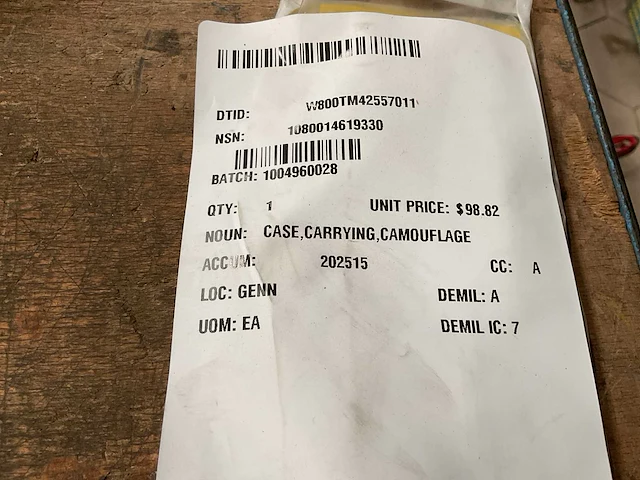 DTID: W800TM42557011
NSN: 1080014619330
BATCH: 1004960028
QTY: 1 UNIT PRICE: $98.82
NOUN: CASE,CARRYING,CAMOUFLAGE
ACCUM: 202515 CC: A
LOC: GENN DEMIL: A
UOM: EA DEMIL IC: 7